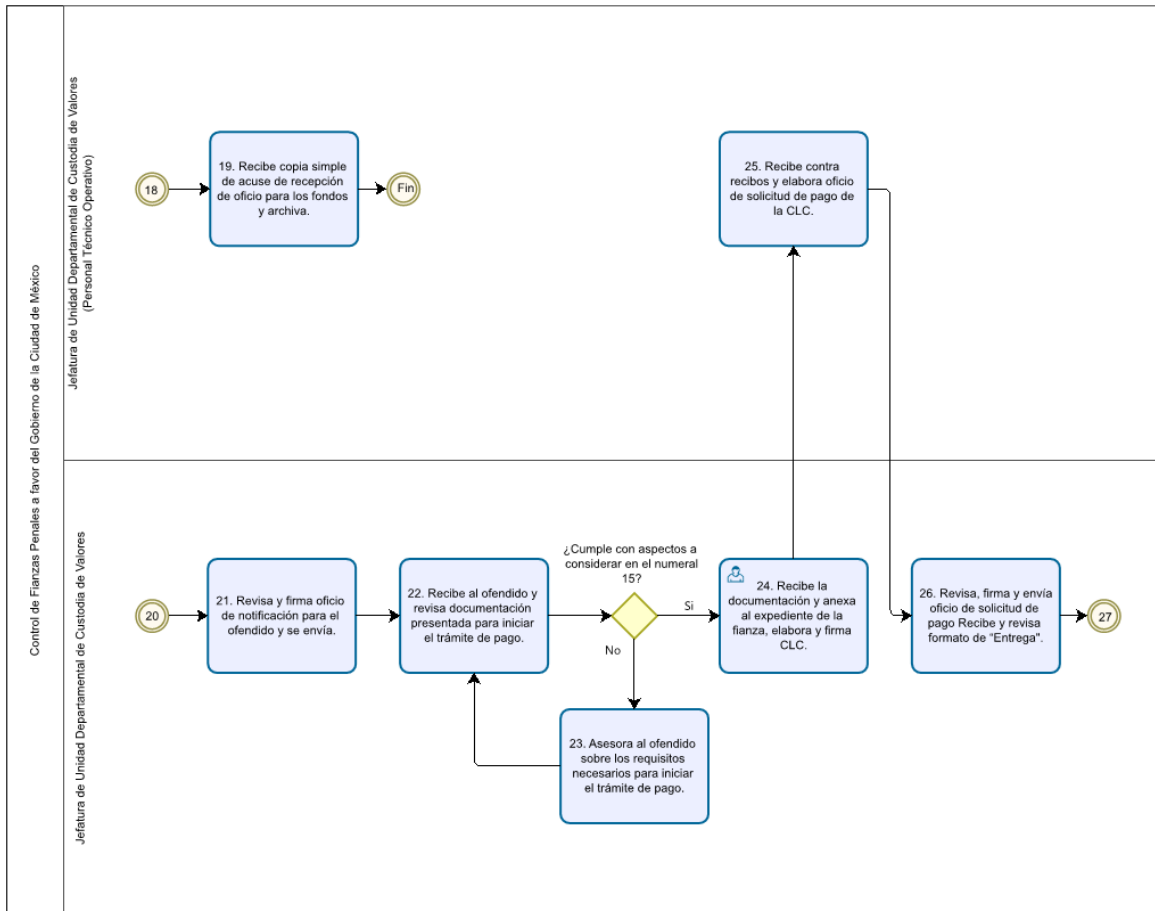 Control de Fianzas Penales a favor del Gobierno de la Ciudad de México
Jefatura de Unidad Departamental de Custodia de Valores
(Personal Técnico Operativo)
18
19. Recibe copia simple
de acuse de recepción
de oficio para los fondos
y archiva.
Fin
25. Recibe contra
recibos y elabora oficio
de solicitud de pago de
la CLC.
Jefatura de Unidad Departamental de Custodia de Valores
20
21. Revisa y firma oficio
de notificación para el
ofendido y se envía.
22. Recibe al ofendido y
revisa documentación
presentada para iniciar
el trámite de pago.
¿Cumple con aspectos a
considerar en el numeral
15?
Si
No
23. Asesora al ofendido
sobre los requisitos
necesarios para iniciar
el trámite de pago.
24. Recibe la
documentación y anexa
al expediente de la
fianza, elabora y firma
CLC.
26. Revisa, firma y envía
oficio de solicitud de
pago Recibe y revisa
formato de "Entrega".
27